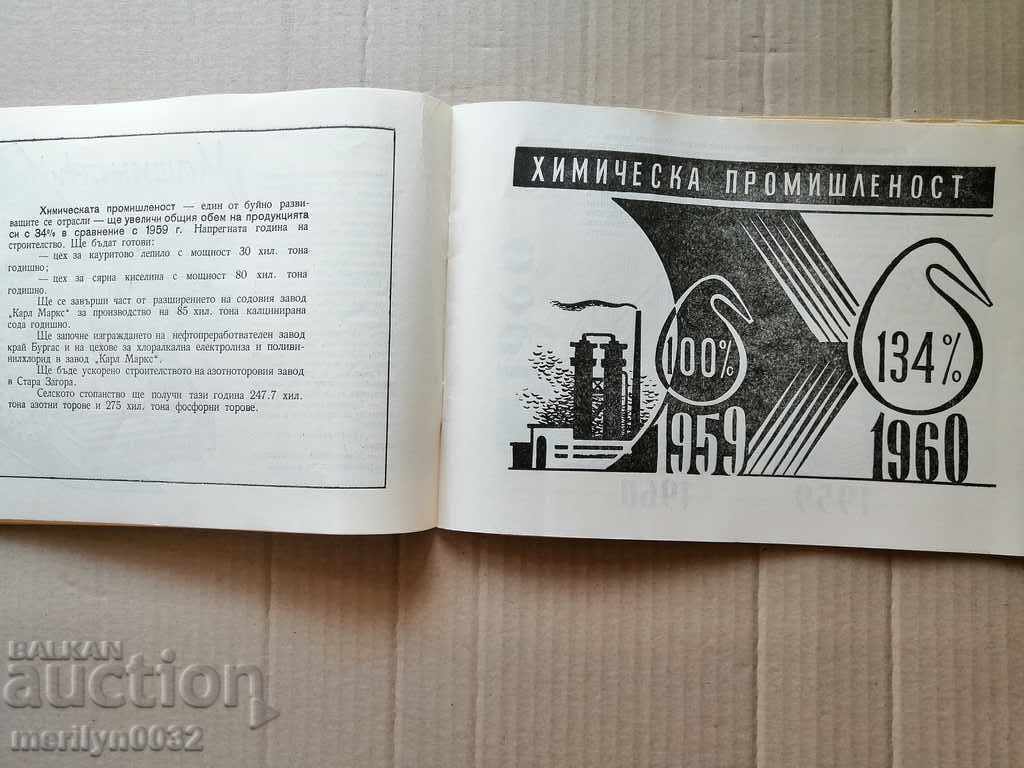 Химическата промишленост — един от буйно разви-
ващите се отрасли — ще увеличи общия обем на продукцията
си с 34% в сравнение с 1959 г. Напрегната година на
строителство. Ще бъдат готови:
— цех за кауритово лепило с мощност 30 хил. тона
годишно;
— цех за сярна киселина с мощност 80 хил. тона
годишно.
Ще се завърши част от разширението на содовия завод
„Карл Маркс“ за производство на 85 хил. тона калцинирана
сода годишно.
Ще започне изграждането на нефтопреработвателен завод
край Бургас и на цехове за хлоралкална електролиза и поливи-
нилхлорид в завод „Карл Маркс“.
Ще бъде ускорено строителството на азотноторовия завод
в Стара Загора.
Селското стопанство ще получи тази година 247.7 хил.
тона азотни торове и 275 хил. тона фосфорни торове.
ХИМИЧЕСКА ПРОМИШЛЕНОСТ
100%
1959
134%
1960
BALKAN
auction
merilyn0032